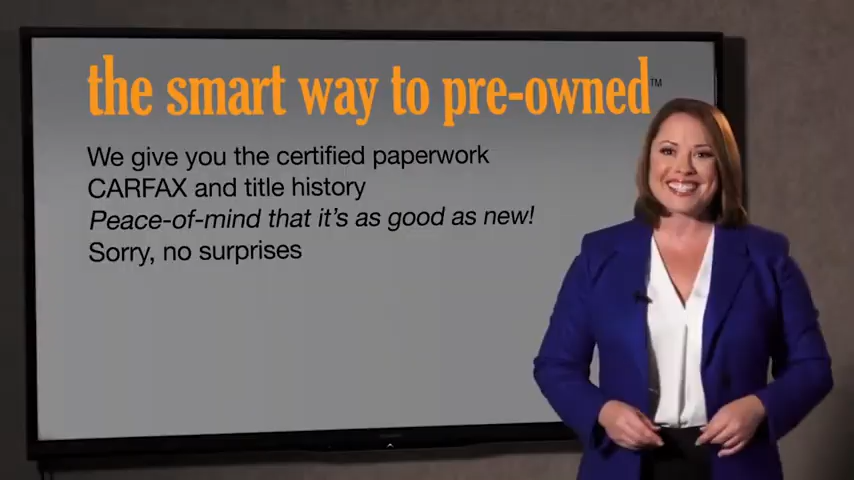 the smart way to pre-owned™
We give you the certified paperwork
CARFAX and title history
Peace-of-mind that it's as good as new!
Sorry, no surprises